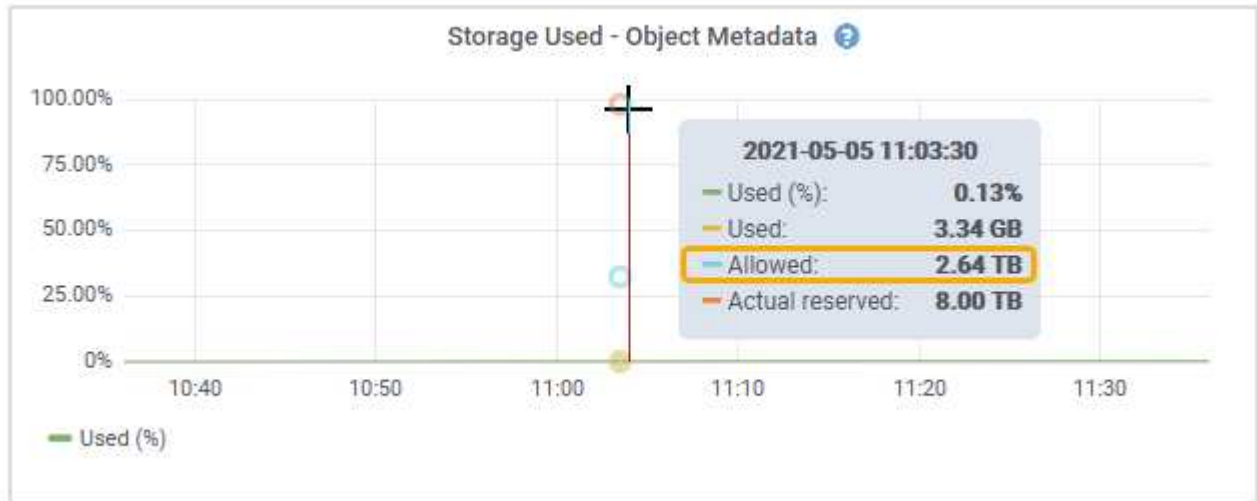 Storage Used - Object Metadata ?
100.00%
75.00%
50.00%
25.00%
0%
2021-05-05 11:03:30
Used (%): 0.13%
Used: 3.34 GB
Allowed: 2.64 TB
Actual reserved: 8.00 TB
10:40 10:50 11:00 11:10 11:20 11:30
Used (%)